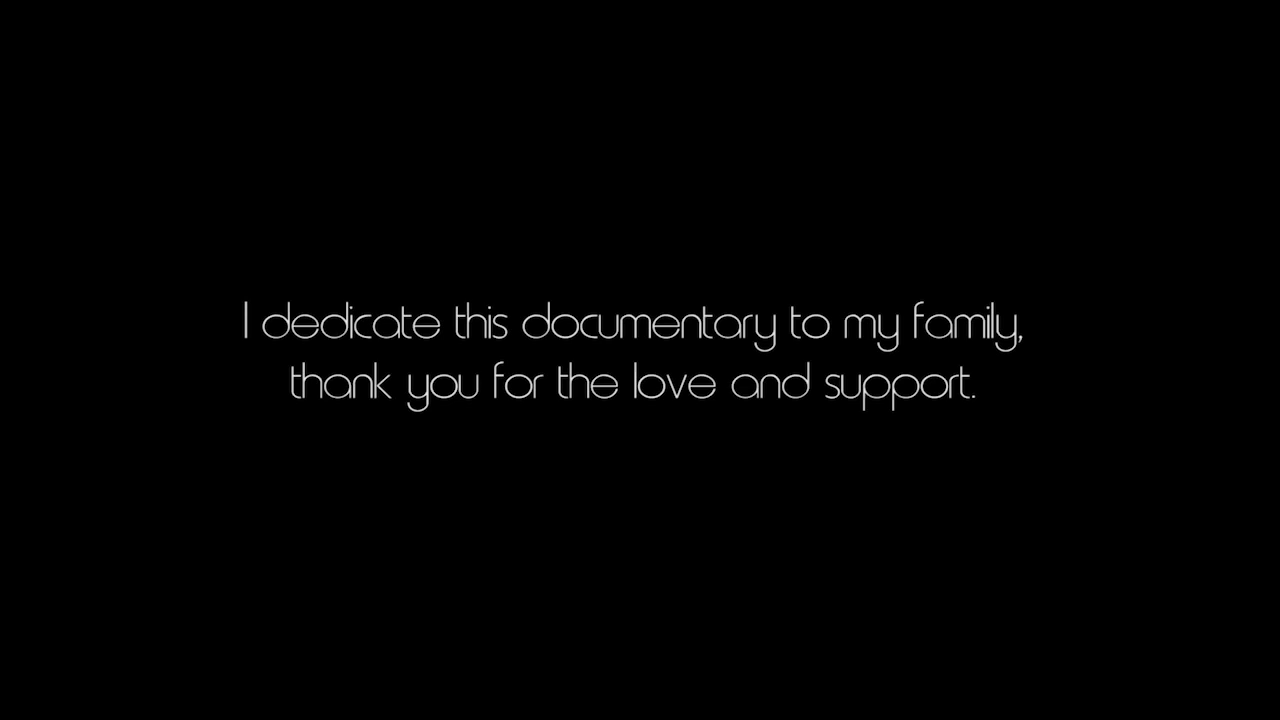 I dedicate this documentary to my family,
thank you for the love and support.